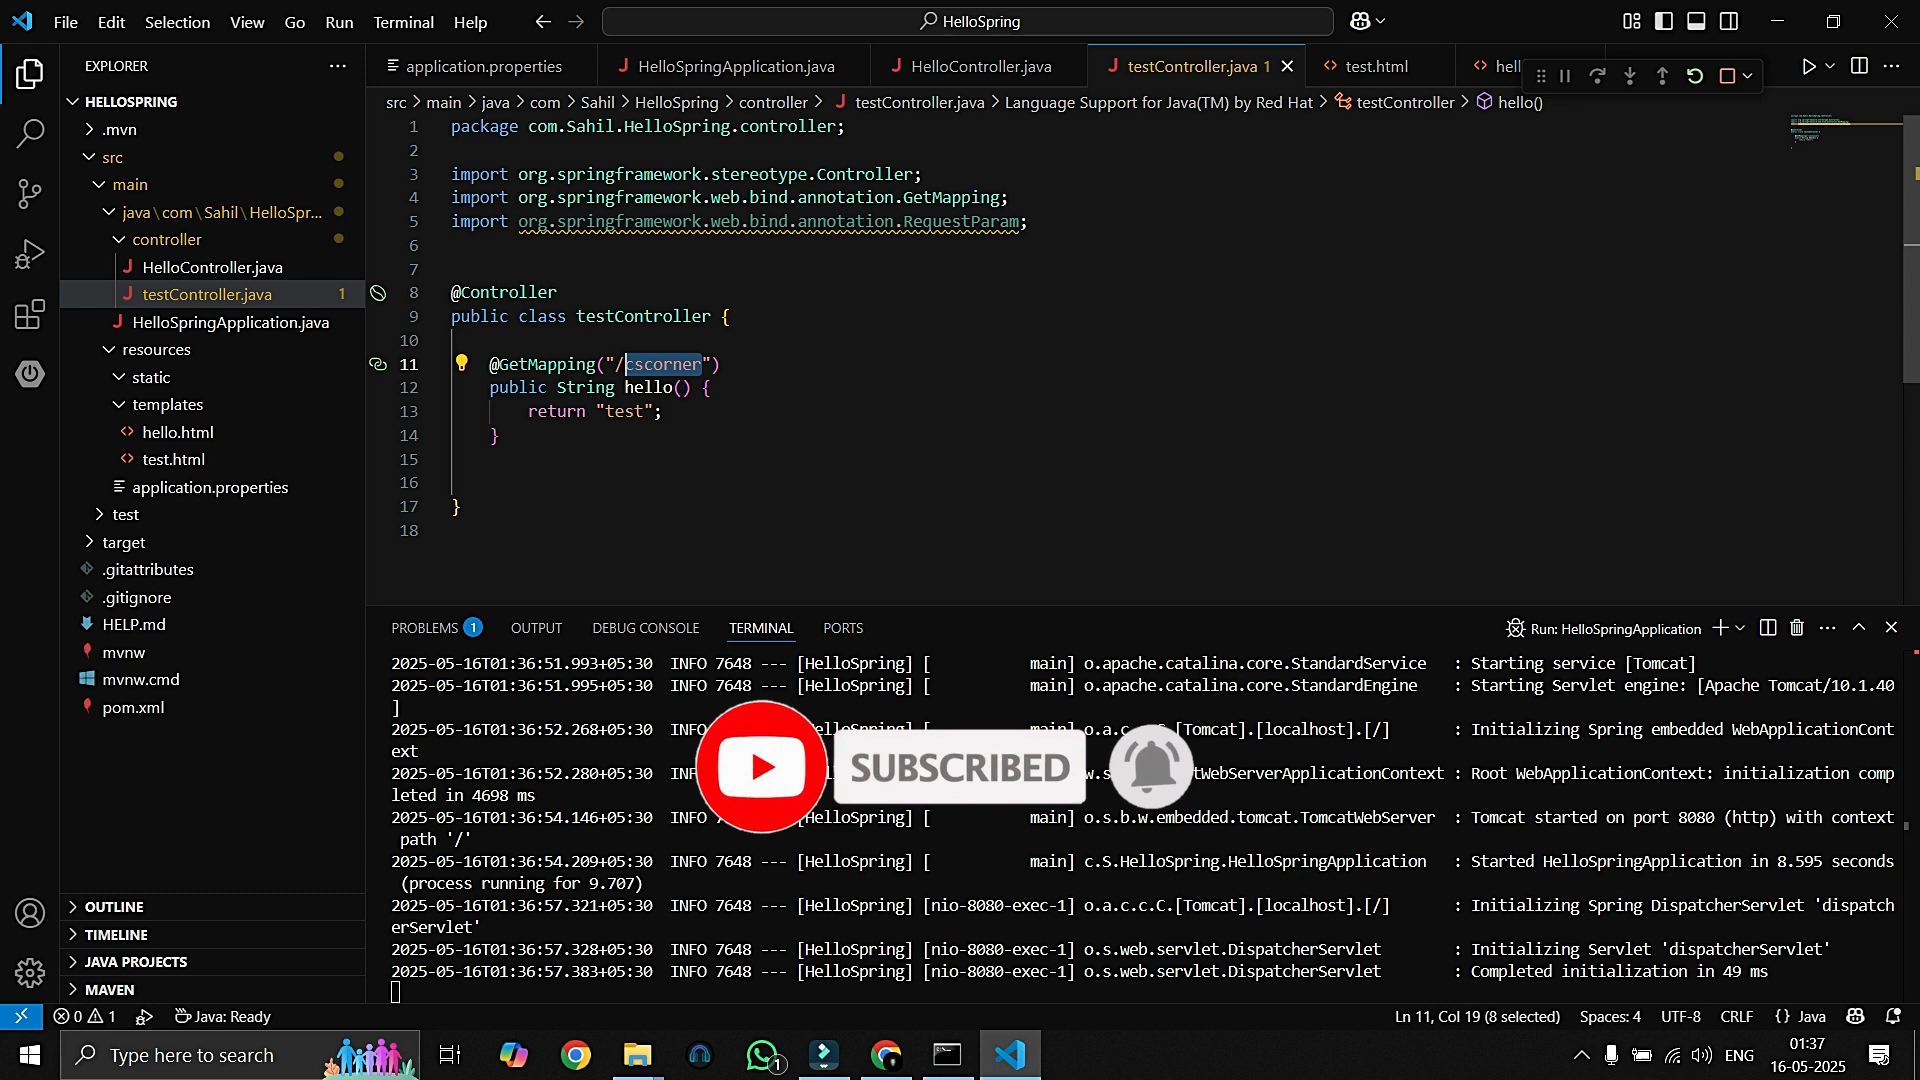 File Edit Selection View Go Run Terminal Help
HelloSpring
EXPLORER
application.properties
HelloSpringApplication.java
HelloController.java
testController.java 1
test.html
hell
HELLOSPRING
src > main > java > com > Sahil > HelloSpring > controller > testController.java > Language Support for Java(TM) by Red Hat > testController > hello()
.mvn
src
main
java\com\Sahil\HelloSpr...
controller
HelloController.java
testController.java 1
HelloSpringApplication.java
resources
static
templates
hello.html
test.html
application.properties
test
target
.gitattributes
.gitignore
HELP.md
mvnw
mvnw.cmd
pom.xml
OUTLINE
TIMELINE
JAVA PROJECTS
MAVEN
1 package com.Sahil.HelloSpring.controller;
2
3 import org.springframework.stereotype.Controller;
4 import org.springframework.web.bind.annotation.GetMapping;
5 import org.springframework.web.bind.annotation.RequestParam;
6
7
8 @Controller
9 public class testController {
10
11 @GetMapping("/cscorner")
12 public String hello() {
13 return "test";
14 }
15
16
17 }
18
PROBLEMS 1 OUTPUT DEBUG CONSOLE TERMINAL PORTS
Run: HelloSpringApplication
2025-05-16T01:36:51.993+05:30 INFO 7648 --- [HelloSpring] [ main] o.apache.catalina.core.StandardService : Starting service [Tomcat]
2025-05-16T01:36:51.995+05:30 INFO 7648 --- [HelloSpring] [ main] o.apache.catalina.core.StandardEngine : Starting Servlet engine: [Apache Tomcat/10.1.40
]
2025-05-16T01:36:52.268+05:30 INF [HelloSpring] [ main] o.a.c.c.C.[Tomcat].[localhost].[/] : Initializing Spring embedded WebApplicationCont
ext
2025-05-16T01:36:52.280+05:30 INF w.s tWebServerApplicationContext : Root WebApplicationContext: initialization comp
leted in 4698 ms
2025-05-16T01:36:54.146+05:30 INFO 7 [HelloSpring] [ main] o.s.b.w.embedded.tomcat.TomcatWebServer : Tomcat started on port 8080 (http) with context
path '/'
2025-05-16T01:36:54.209+05:30 INFO 7648 --- [HelloSpring] [ main] c.S.HelloSpring.HelloSpringApplication : Started HelloSpringApplication in 8.595 seconds
(process running for 9.707)
2025-05-16T01:36:57.321+05:30 INFO 7648 --- [HelloSpring] [nio-8080-exec-1] o.a.c.c.C.[Tomcat].[localhost].[/] : Initializing Spring DispatcherServlet 'dispatch
erServlet'
2025-05-16T01:36:57.328+05:30 INFO 7648 --- [HelloSpring] [nio-8080-exec-1] o.s.web.servlet.DispatcherServlet : Initializing Servlet 'dispatcherServlet'
2025-05-16T01:36:57.383+05:30 INFO 7648 --- [HelloSpring] [nio-8080-exec-1] o.s.web.servlet.DispatcherServlet : Completed initialization in 49 ms
SUBSCRIBED
0 1 Java: Ready
Ln 11, Col 19 (8 selected) Spaces: 4 UTF-8 CRLF {} Java
Type here to search
1
ENG
01:37
16-05-2025